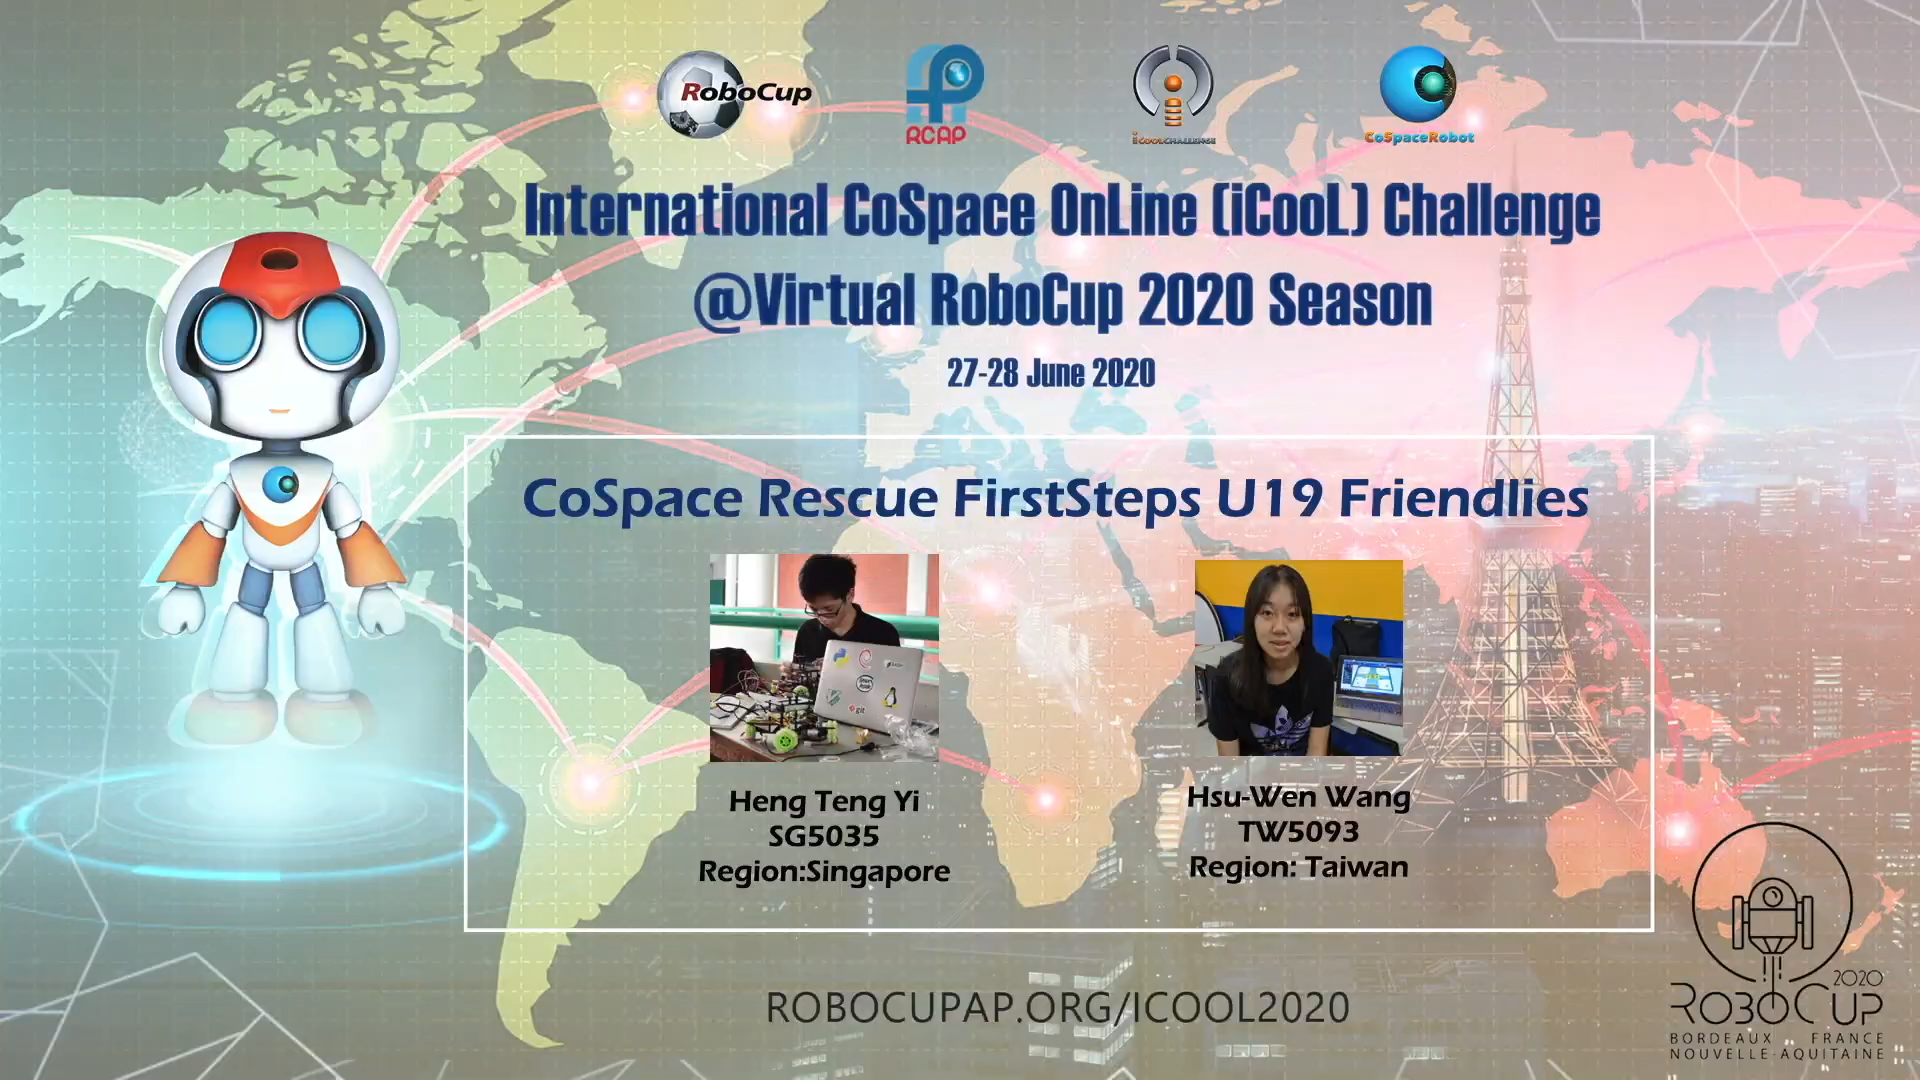 RoboCup
RCAP
iCOOLCHALLENGE
CoSpaceRobot
International CoSpace OnLine (iCooL) Challenge
@Virtual RoboCup 2020 Season
27-28 June 2020
CoSpace Rescue FirstSteps U19 Friendlies
git
Heng Teng Yi
SG5035
Region:Singapore
Hsu-Wen Wang
TW5093
Region: Taiwan
ROBOCUPAP.ORG/ICOOL2020
2020
ROBOCUP
BORDEAUX FRANCE
NOUVELLE-AQUITAINE